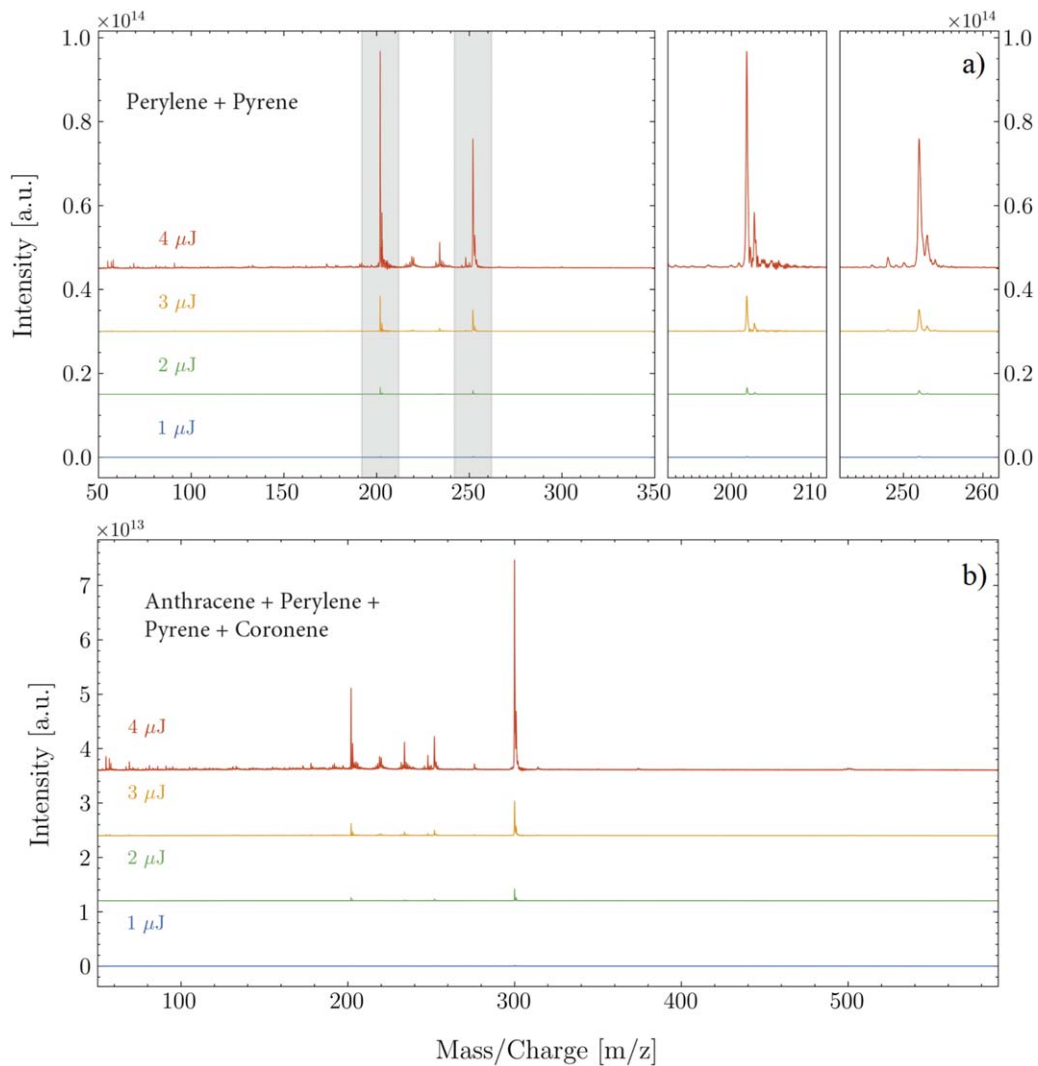 ×10¹⁴ ×10¹⁴
1.0 1.0
a)
Perylene + Pyrene
0.8 0.8
0.6 0.6
4 μJ
0.4 0.4
3 μJ
2 μJ
0.2 0.2
1 μJ
0.0 0.0
Intensity [a.u.]
50 100 150 200 250 300 350 200 210 250 260
×10¹³
b)
7
Anthracene + Perylene +
Pyrene + Coronene
6
5
4 μJ
4
3 μJ
3
2 μJ
2
1 μJ
1
0
Intensity [a.u.]
100 200 300 400 500
Mass/Charge [m/z]